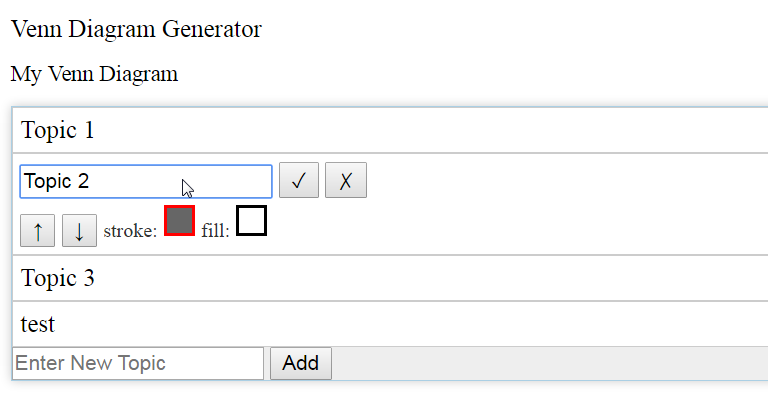 Venn Diagram Generator
My Venn Diagram
Topic 1
Topic 2 ✓ ✗
↑ ↓ stroke: fill:
Topic 3
test
Enter New Topic Add